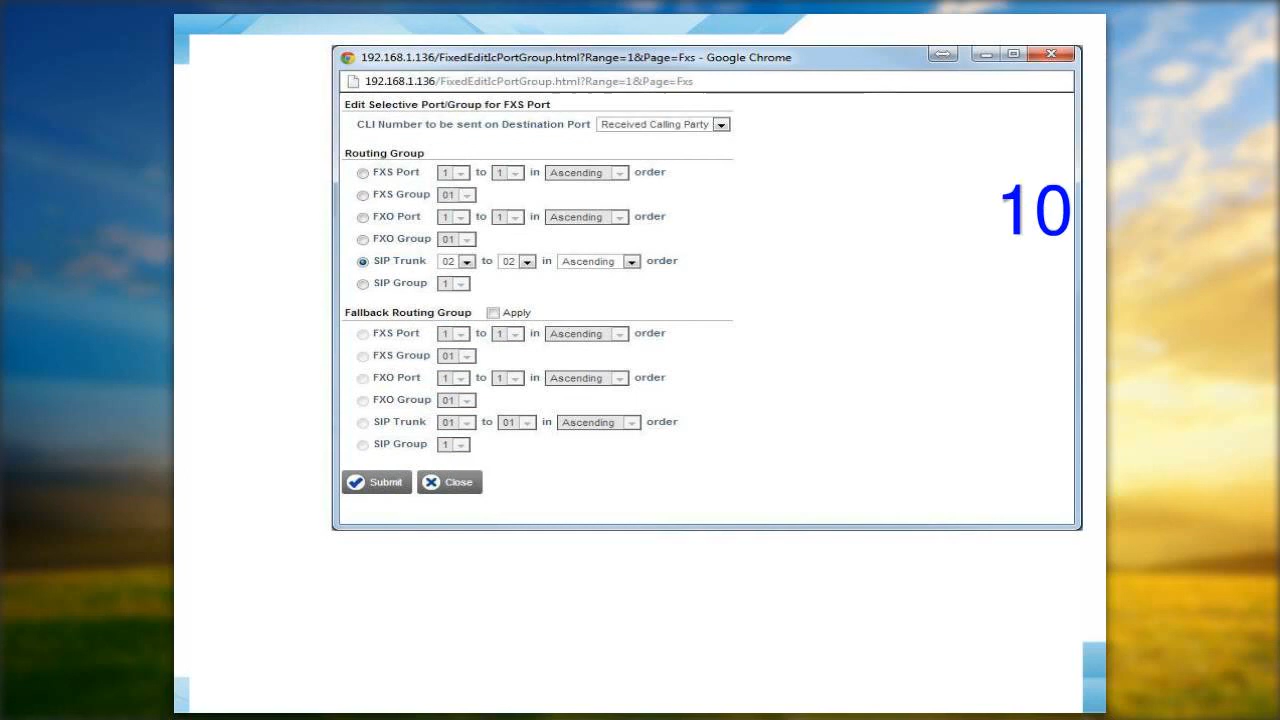 192.168.1.136/FixedEditIcPortGroup.html?Range=1&Page=Fxs - Google Chrome
192.168.1.136/FixedEditIcPortGroup.html?Range=1&Page=Fxs
Edit Selective Port/Group for FXS Port
CLI Number to be sent on Destination Port Received Calling Party
Routing Group
FXS Port 1 to 1 in Ascending order
FXS Group 01
10
FXO Port 1 to 1 in Ascending order
FXO Group 01
SIP Trunk 02 to 02 in Ascending order
SIP Group 1
Fallback Routing Group Apply
FXS Port 1 to 1 in Ascending order
FXS Group 01
FXO Port 1 to 1 in Ascending order
FXO Group 01
SIP Trunk 01 to 01 in Ascending order
SIP Group 1
Submit Close